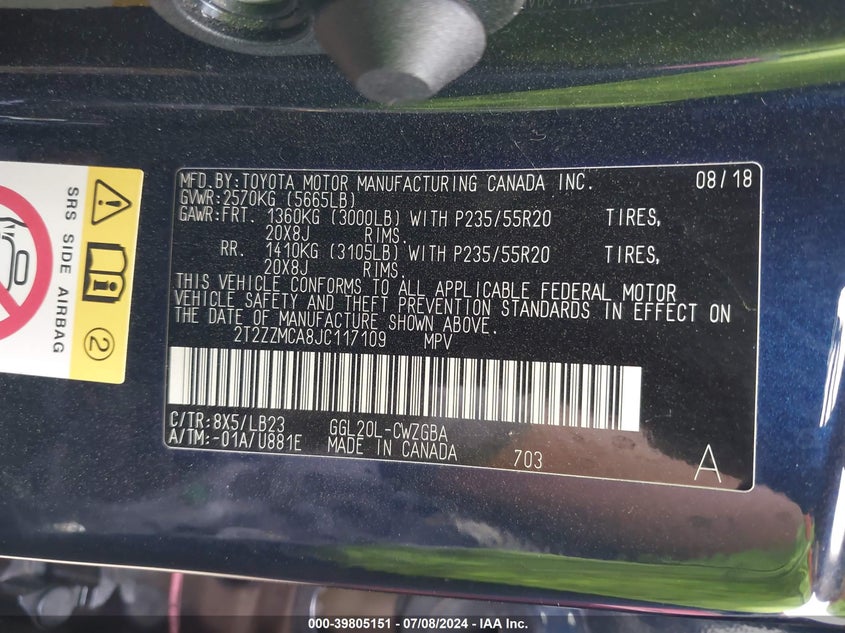 MFD.BY:TOYOTA MOTOR MANUFACTURING CANADA INC. 08/18
GVWR:2570KG (5665LB)
GAWR:FRT. 1360KG (3000LB) WITH P235/55R20 TIRES,
20X8J RIMS.
RR. 1410KG (3105LB) WITH P235/55R20 TIRES,
20X8J RIMS.
THIS VEHICLE CONFORMS TO ALL APPLICABLE FEDERAL MOTOR
VEHICLE SAFETY AND THEFT PREVENTION STANDARDS IN EFFECT ON
THE DATE OF MANUFACTURE SHOWN ABOVE.
2T2ZZMCA8JC117109 MPV
C/TR:8X5/LB23 GGL20L-CWZGBA
A/TM:-01A/U881E MADE IN CANADA 703 A
SRS SIDE AIRBAG
2
000-39805151 / 07/08/2024 - IAA Inc.